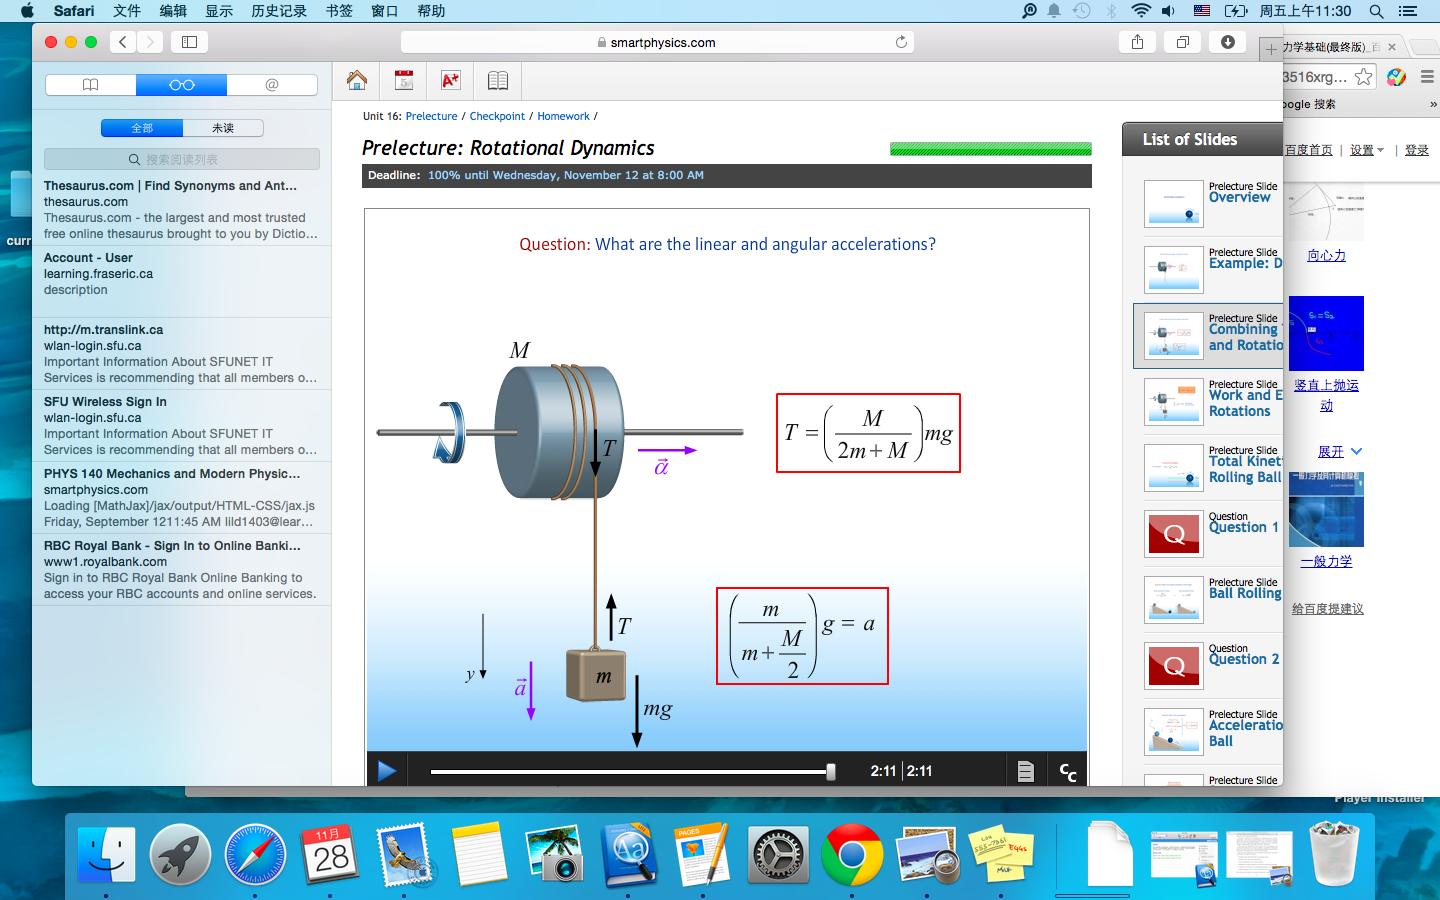 Safari 文件 编辑 显示 历史记录 书签 窗口 帮助
周五上午11:30
smartphysics.com
@
全部 未读
搜索阅读列表
Thesaurus.com | Find Synonyms and Ant...
thesaurus.com
Thesaurus.com - the largest and most trusted
free online thesaurus brought to you by Dictio...
Account - User
learning.fraseric.ca
description
http://m.translink.ca
wlan-login.sfu.ca
Important Information About SFUNET IT
Services is recommending that all members o...
SFU Wireless Sign In
wlan-login.sfu.ca
Important Information About SFUNET IT
Services is recommending that all members o...
PHYS 140 Mechanics and Modern Physic...
smartphysics.com
Loading [MathJax]/jax/output/HTML-CSS/jax.js
Friday, September 1211:45 AM lild1403@lear...
RBC Royal Bank - Sign In to Online Banki...
www1.royalbank.com
Sign in to RBC Royal Bank Online Banking to
access your RBC accounts and online services.
A+
Unit 16: Prelecture / Checkpoint / Homework /
Prelecture: Rotational Dynamics
Deadline: 100% until Wednesday, November 12 at 8:00 AM
Question: What are the linear and angular accelerations?
M
T
α
T = (M / 2m + M) mg
T
y
a
m
mg
(m / m + M/2) g = a
2:11 2:11
CC
List of Slides
Prelecture Slide
Overview
Prelecture Slide
Example: D
Prelecture Slide
Combining
and Rotatio
Prelecture Slide
Work and E
Rotations
Prelecture Slide
Total Kinet
Rolling Ball
Q
Question
Question 1
Prelecture Slide
Ball Rolling
Q
Question
Question 2
Prelecture Slide
Acceleratio
Ball
Prelecture Slide
力学基础(最终版)_百
3516xrg...
oogle 搜索
»
百度首页 | 设置 | 登录
向心力
竖直上抛运
动
展开
一般力学
给百度提建议
curr
Player Installer
11月
28
PAGES
EGGS
MILK